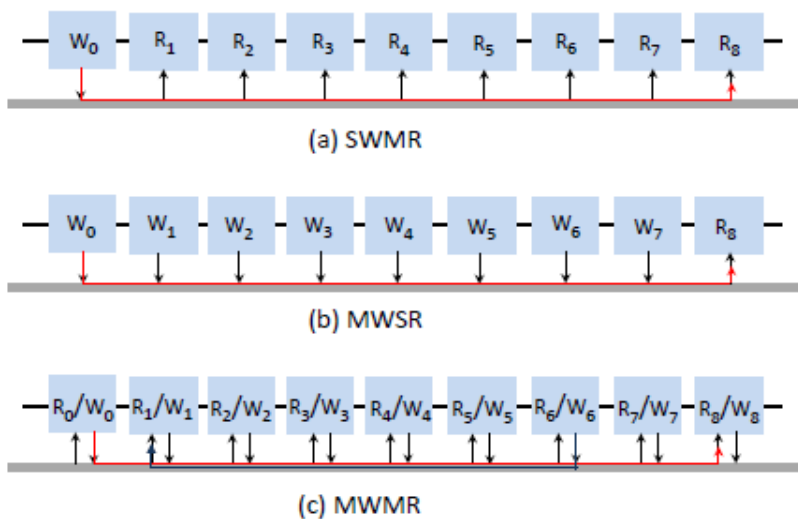 W₀ R₁ R₂ R₃ R₄ R₅ R₆ R₇ R₈
(a) SWMR
W₀ W₁ W₂ W₃ W₄ W₅ W₆ W₇ R₈
(b) MWSR
R₀/W₀ R₁/W₁ R₂/W₂ R₃/W₃ R₄/W₄ R₅/W₅ R₆/W₆ R₇/W₇ R₈/W₈
(c) MWMR